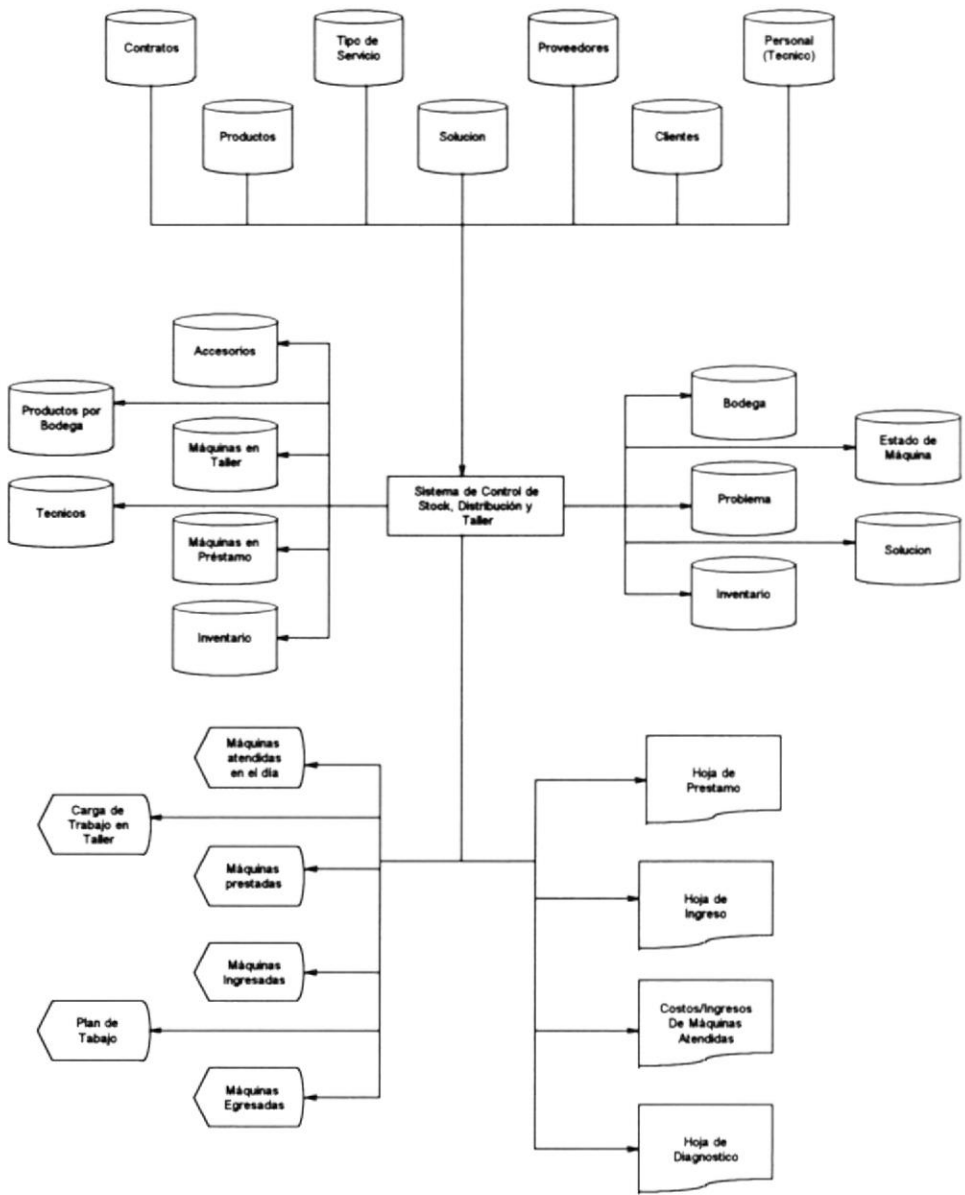 Contratos
Tipo de
Servicio
Proveedores
Personal
(Tecnico)
Productos
Solucion
Clientes
Accesorios
Productos por
Bodega
Máquinas en
Taller
Tecnicos
Máquinas en
Préstamo
Inventario
Sistema de Control de
Stock, Distribución y
Taller
Bodega
Estado de
Máquina
Problema
Solucion
Inventario
Máquinas
atendidas
en el día
Carga de
Trabajo en
Taller
Máquinas
prestadas
Máquinas
Ingresadas
Plan de
Tabajo
Máquinas
Egresadas
Hoja de
Prestamo
Hoja de
Ingreso
Costos/Ingresos
De Máquinas
Atendidas
Hoja de
Diagnostico